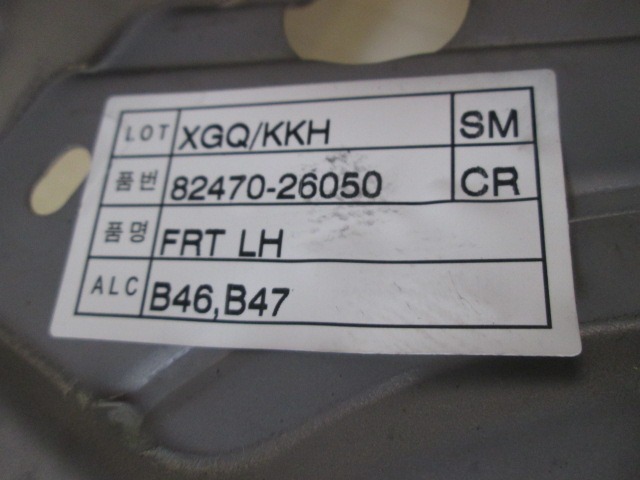 LOT XGQ/KKH SM
품번 82470-26050 CR
품명 FRT LH
ALC B46,B47